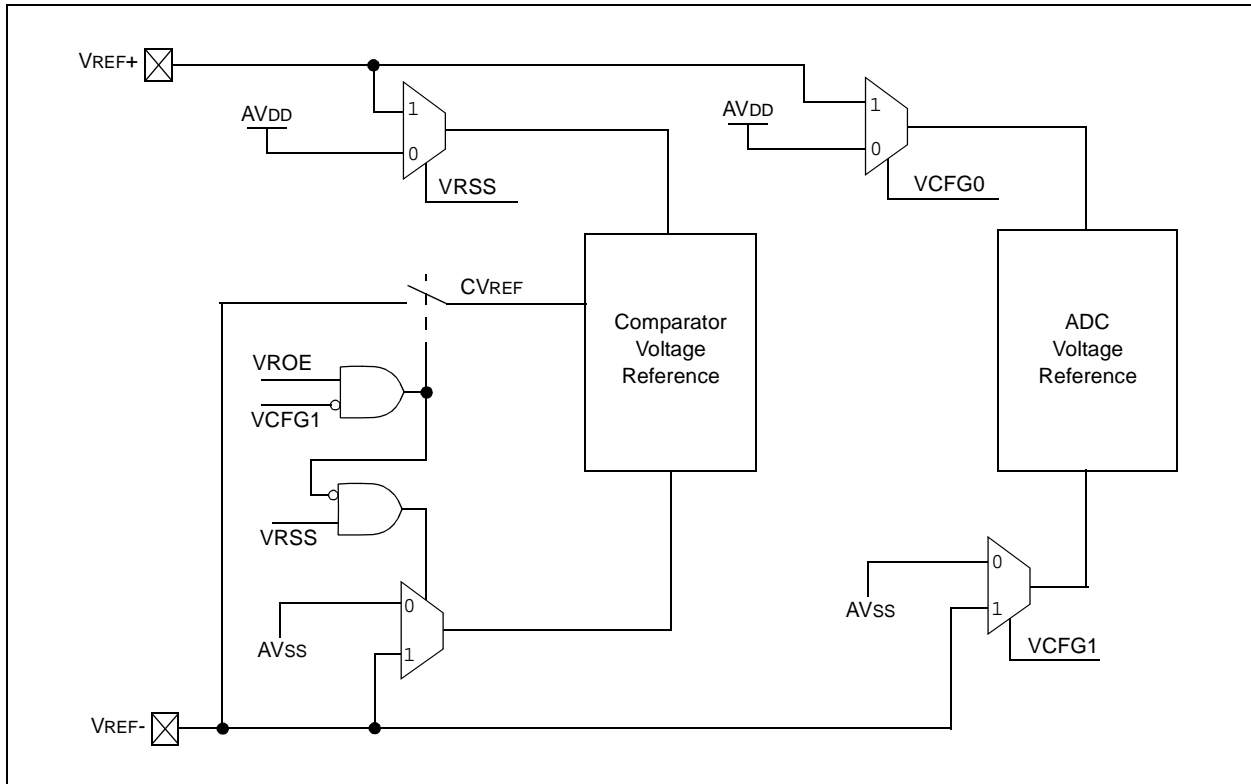 VREF+
AVDD
1
0
VRSS
AVDD
1
0
VCFG0
CVREF
Comparator
Voltage
Reference
ADC
Voltage
Reference
VROE
VCFG1
VRSS
AVSS
0
1
AVSS
0
1
VCFG1
VREF-